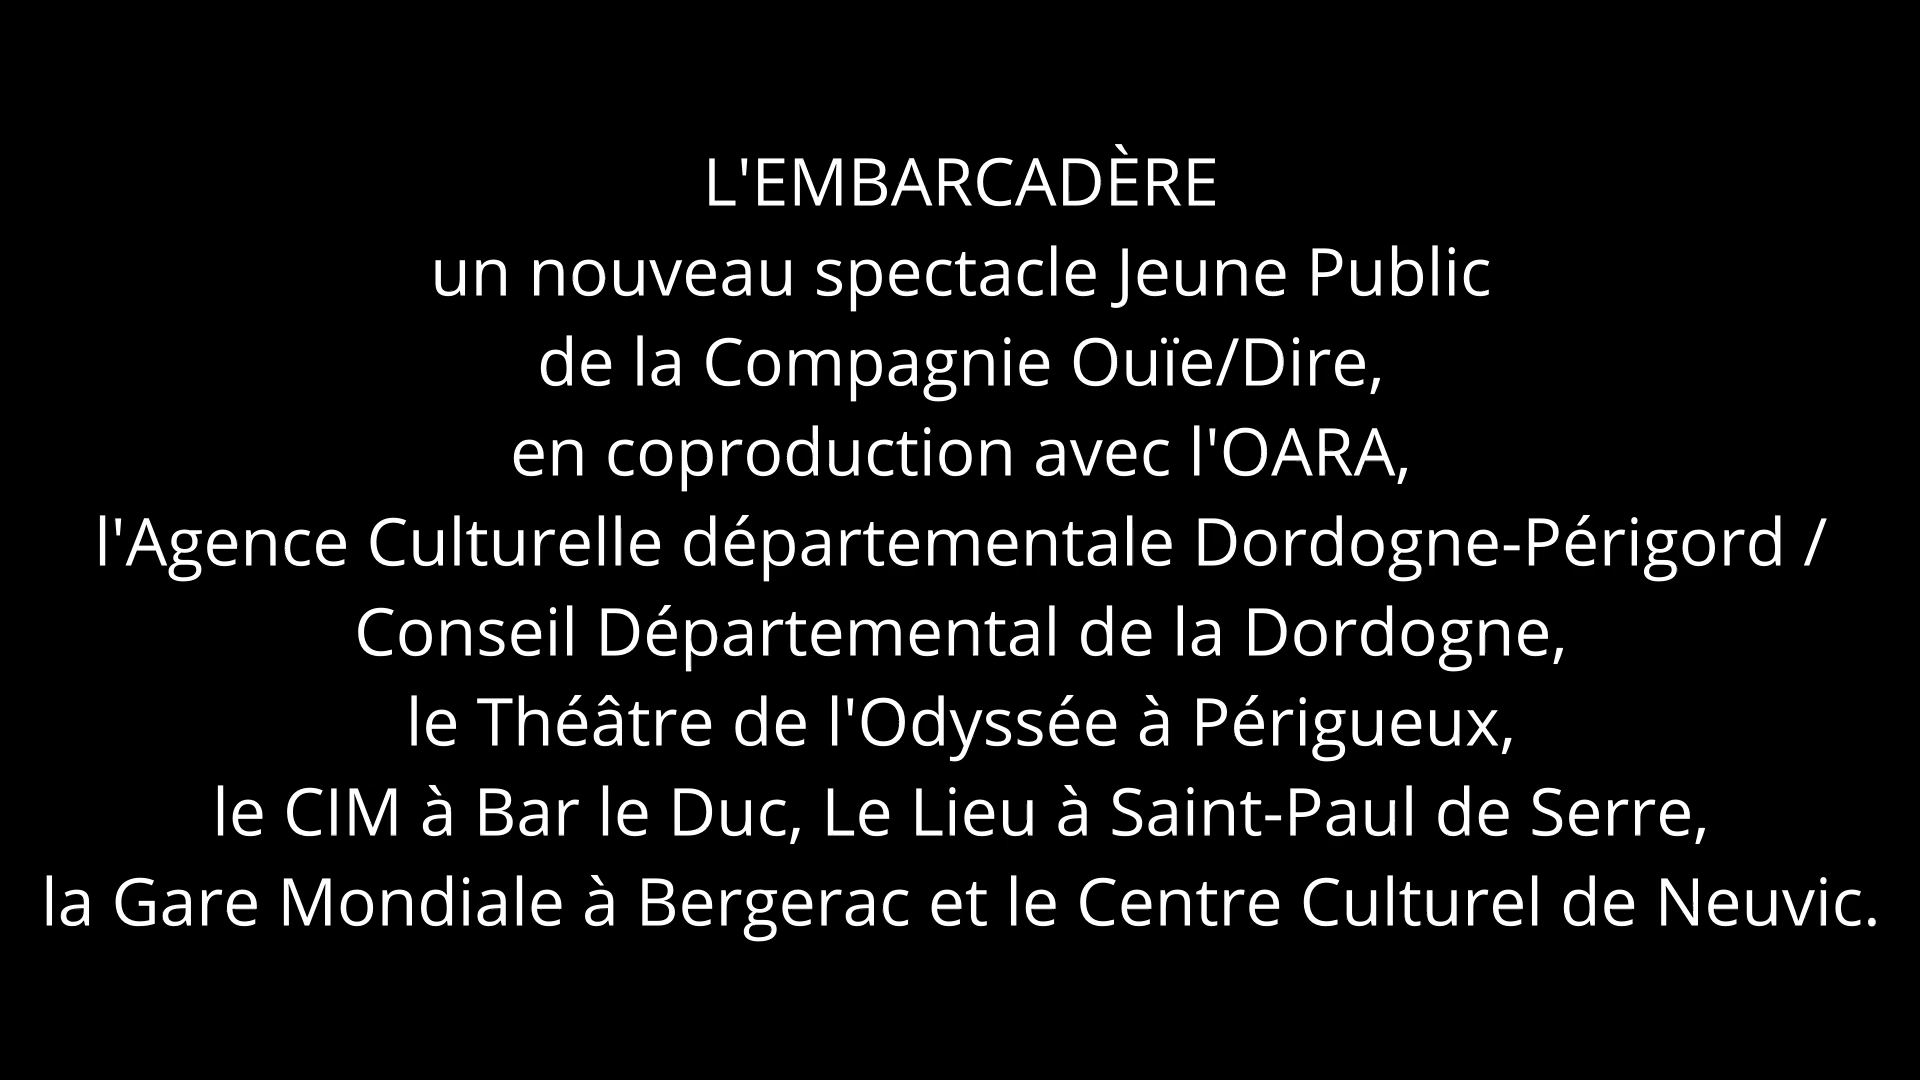 L'EMBARCADÈRE
un nouveau spectacle Jeune Public
de la Compagnie Ouïe/Dire,
en coproduction avec l'OARA,
l'Agence Culturelle départementale Dordogne-Périgord /
Conseil Départemental de la Dordogne,
le Théâtre de l'Odyssée à Périgueux,
le CIM à Bar le Duc, Le Lieu à Saint-Paul de Serre,
la Gare Mondiale à Bergerac et le Centre Culturel de Neuvic.